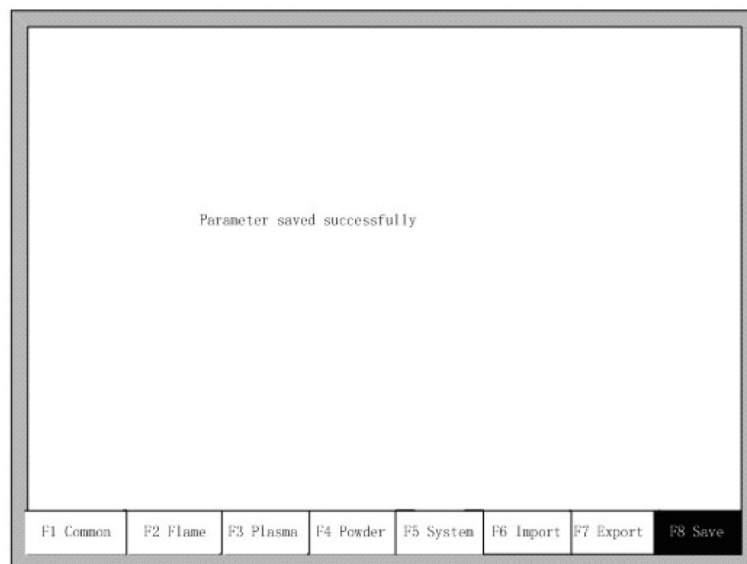 Parameter saved successfully
F1 Common F2 Flame F3 Plasma F4 Powder F5 System F6 Import F7 Export F8 Save